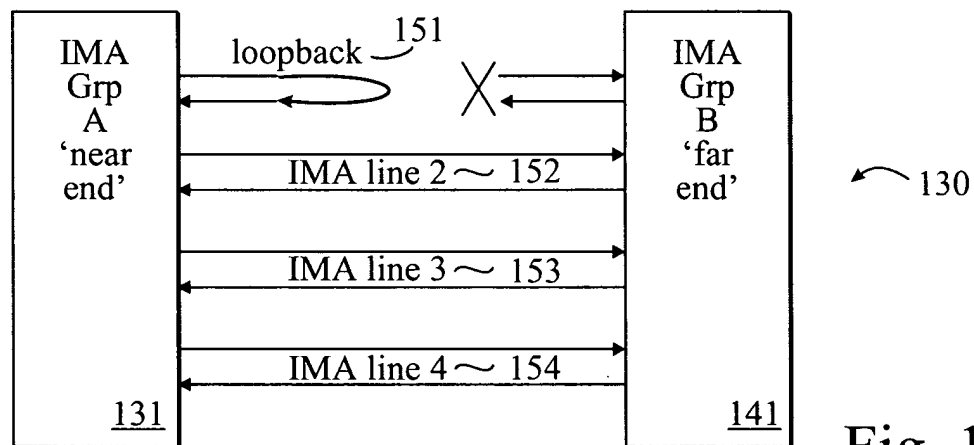 IMA
Grp
A
‘near
end’
131
loopback 151
IMA line 2 152
IMA line 3 153
IMA line 4 154
IMA
Grp
B
‘far
end’
141
130
Fig. 1